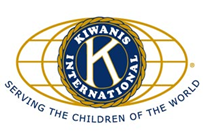 KIWANIS
K
INTERNATIONAL
®
SERVING THE CHILDREN OF THE WORLD